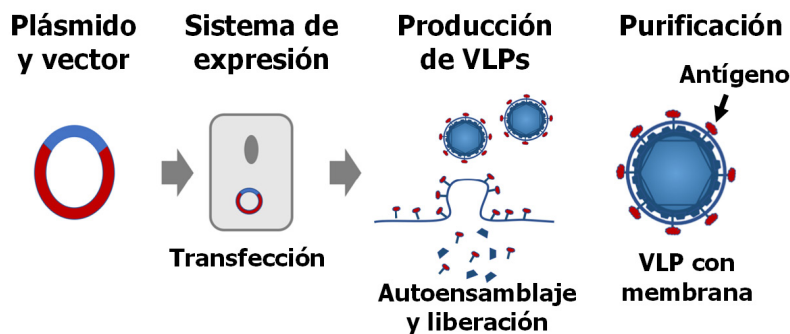 Plásmido
y vector
Sistema de
expresión
Transfección
Producción
de VLPs
Autoensamblaje
y liberación
Purificación
Antígeno
VLP con
membrana